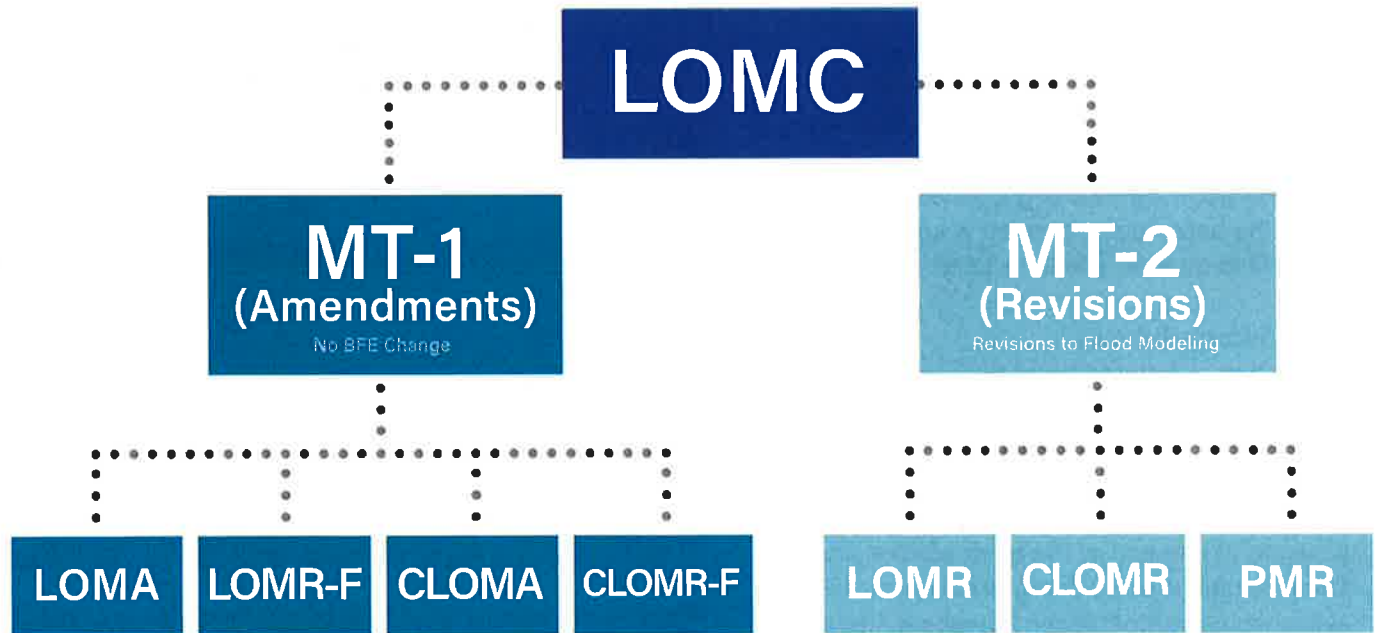 LOMC
MT-1
(Amendments)
No BFE Change
MT-2
(Revisions)
Revisions to Flood Modeling
LOMA
LOMR-F
CLOMA
CLOMR-F
LOMR
CLOMR
PMR